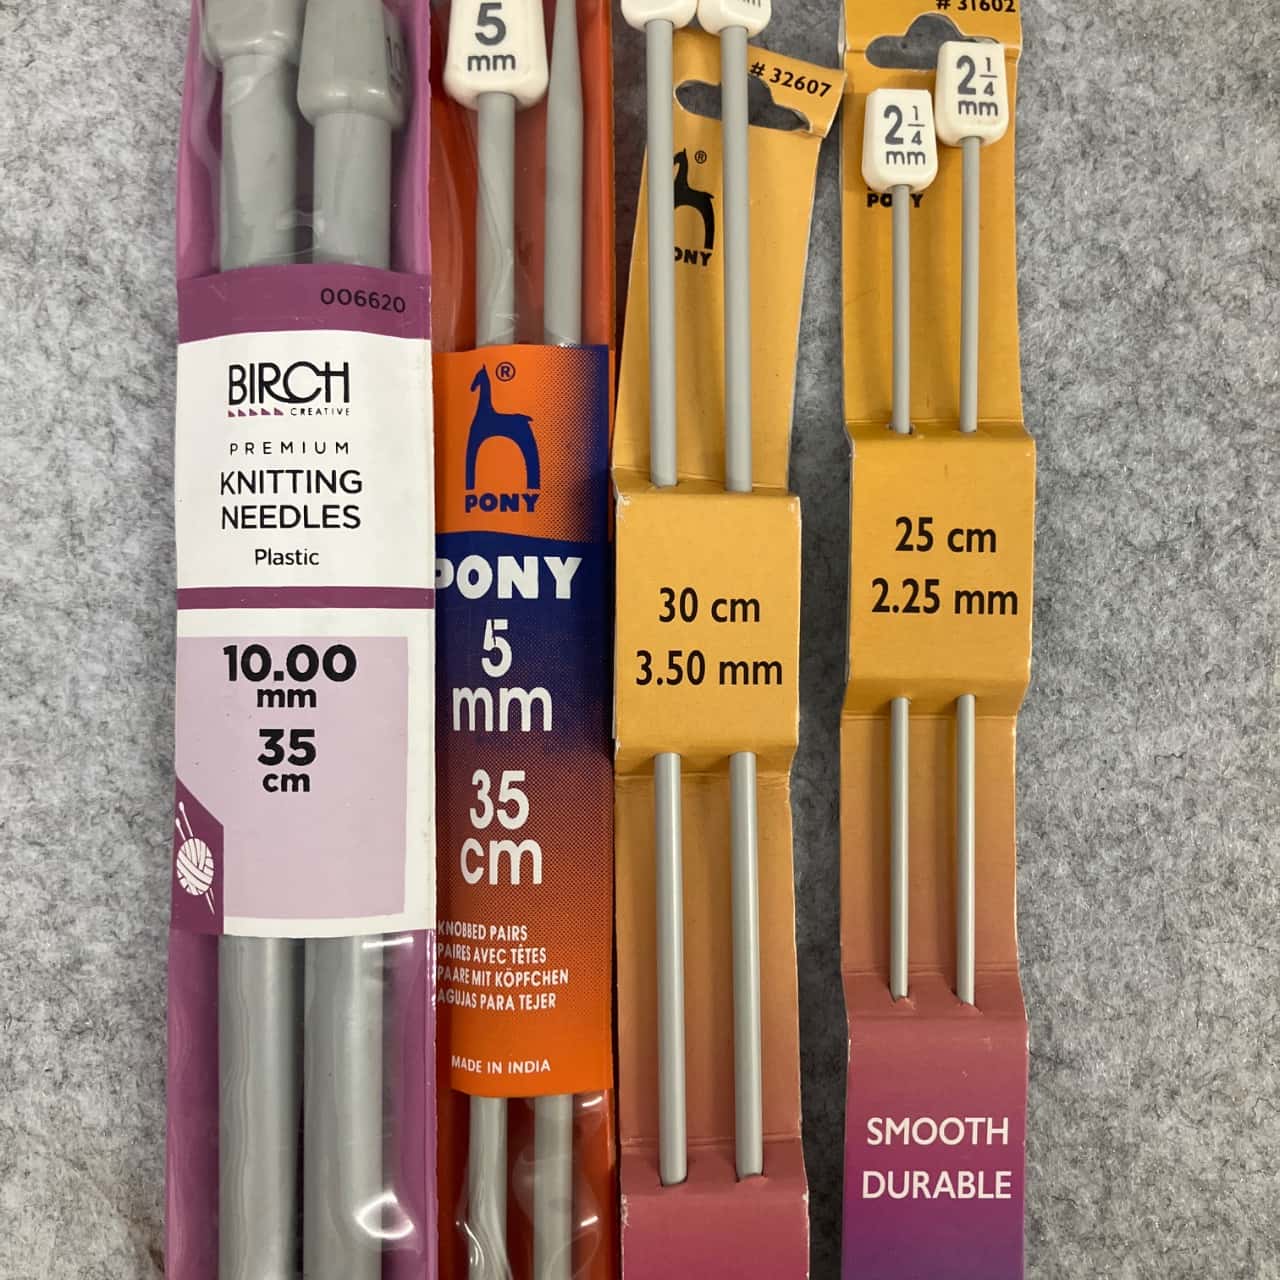 006620
BIRCH
CREATIVE
PREMIUM
KNITTING
NEEDLES
Plastic
10.00
mm
35
cm
5
mm
®
PONY
PONY
5
mm
35
cm
KNOBBED PAIRS
PAIRES AVEC TÊTES
PAARE MIT KÖPFCHEN
AGUJAS PARA TEJER
MADE IN INDIA
mm
# 32607
®
PONY
30 cm
3.50 mm
# 31602
2 1/4
mm
2 1/4
mm
PONY
25 cm
2.25 mm
SMOOTH
DURABLE